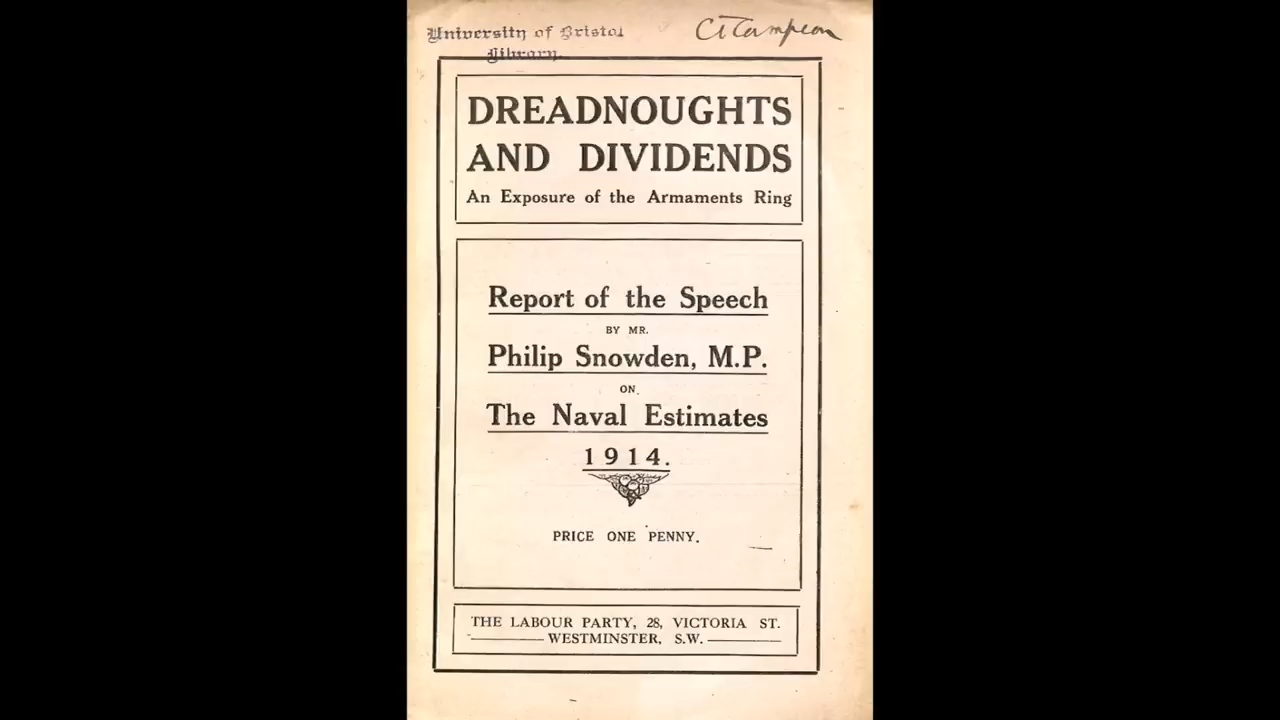 University of Bristol
Library.
DREADNOUGHTS
AND DIVIDENDS
An Exposure of the Armaments Ring
Report of the Speech
BY MR.
Philip Snowden, M.P.
ON
The Naval Estimates
1914.
PRICE ONE PENNY.
THE LABOUR PARTY, 28, VICTORIA ST.
WESTMINSTER, S.W.